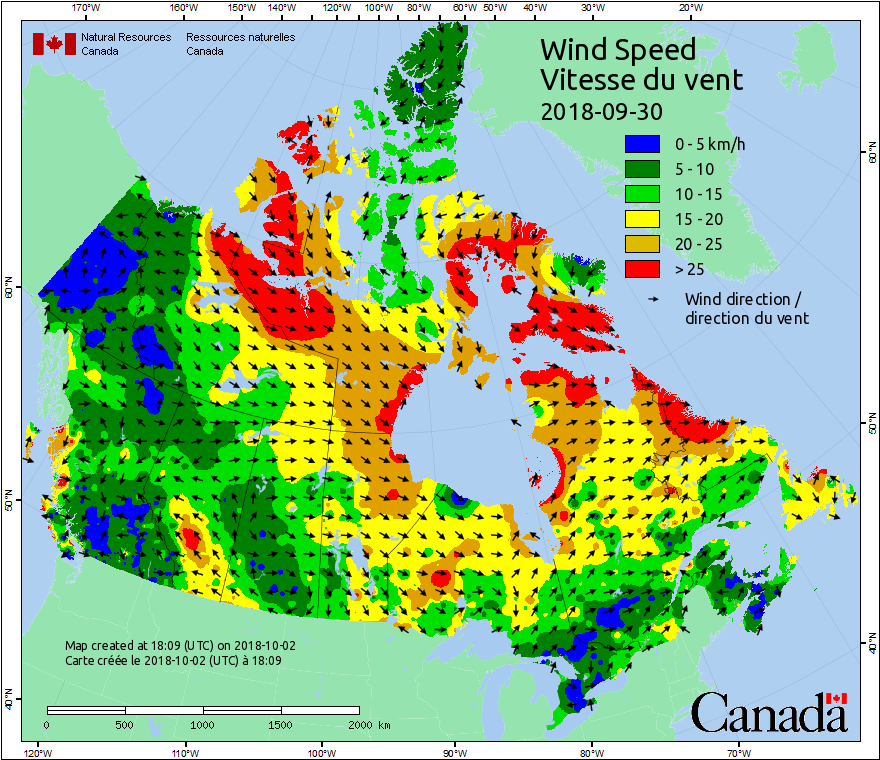 170°W 160°W 150°W 140°W 120°W 100°W 80°W 60°W 50°W 40°W 30°W 20°W
Natural Resources Ressources naturelles
Canada Canada
Wind Speed
Vitesse du vent
2018-09-30
0 - 5 km/h
5 - 10
10 - 15
15 - 20
20 - 25
> 25
Wind direction /
direction du vent
60°N
60°N
50°N
50°N
40°N
40°N
Map created at 18:09 (UTC) on 2018-10-02
Carte créée le 2018-10-02 (UTC) à 18:09
0 500 1000 1500 2000 km
Canada
120°W 110°W 100°W 90°W 80°W 70°W